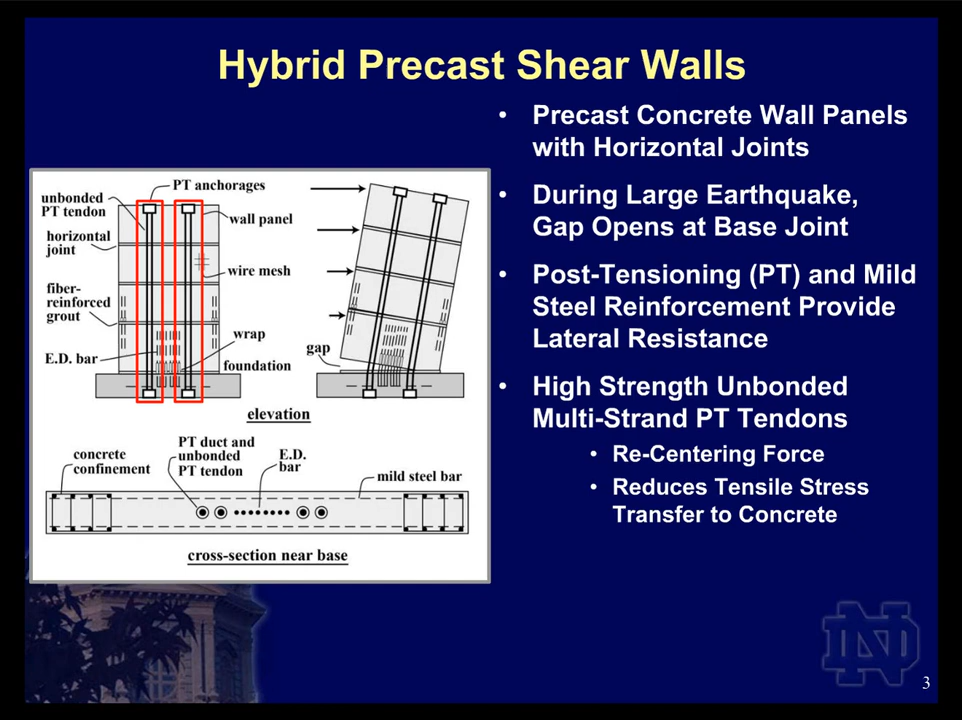 Hybrid Precast Shear Walls
• Precast Concrete Wall Panels
with Horizontal Joints
• During Large Earthquake,
Gap Opens at Base Joint
• Post-Tensioning (PT) and Mild
Steel Reinforcement Provide
Lateral Resistance
• High Strength Unbonded
Multi-Strand PT Tendons
• Re-Centering Force
• Reduces Tensile Stress
Transfer to Concrete
PT anchorages
unbonded
PT tendon
wall panel
horizontal
joint
wire mesh
fiber-
reinforced
grout
wrap
E.D. bar
foundation
gap
elevation
concrete
confinement
PT duct and
unbonded
PT tendon
E.D.
bar
mild steel bar
cross-section near base
ND
3